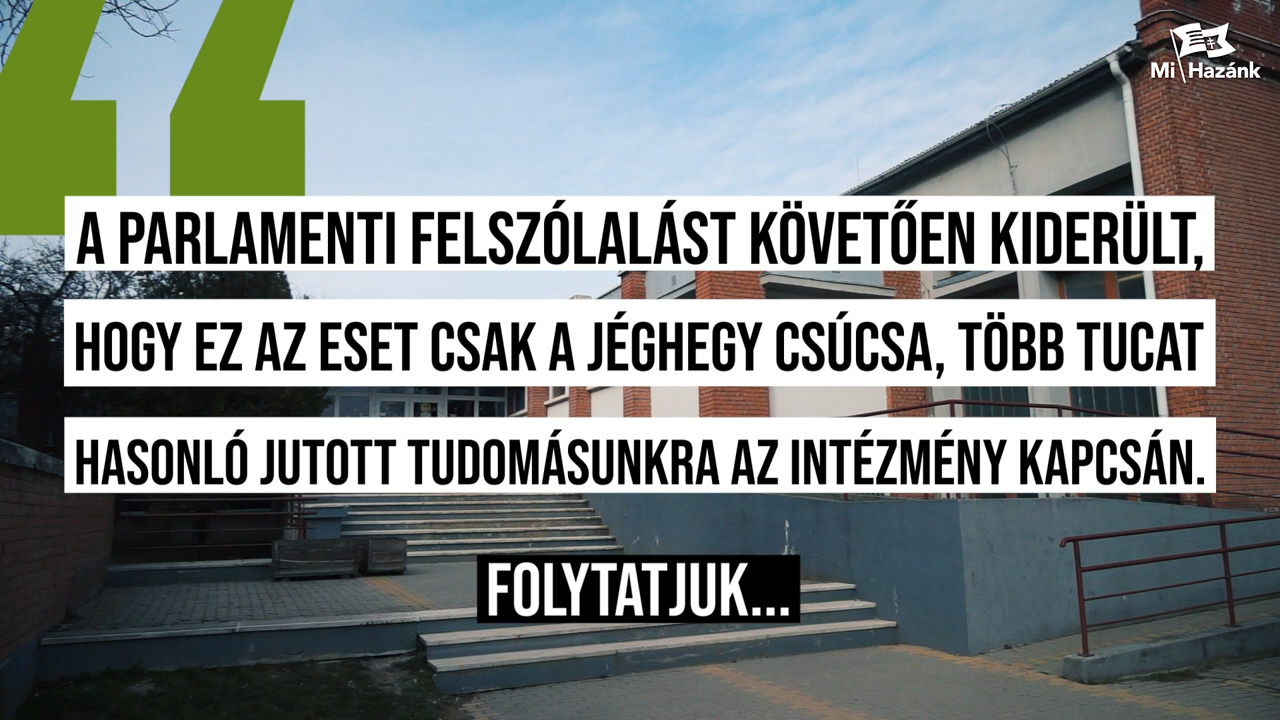 Mi Hazánk
A PARLAMENTI FELSZÓLALÁST KÖVETŐEN KIDERÜLT,
HOGY EZ AZ ESET CSAK A JÉGHEGY CSÚCSA, TÖBB TUCAT
HASONLÓ JUTOTT TUDOMÁSUNKRA AZ INTÉZMÉNY KAPCSÁN.
FOLYTATJUK...